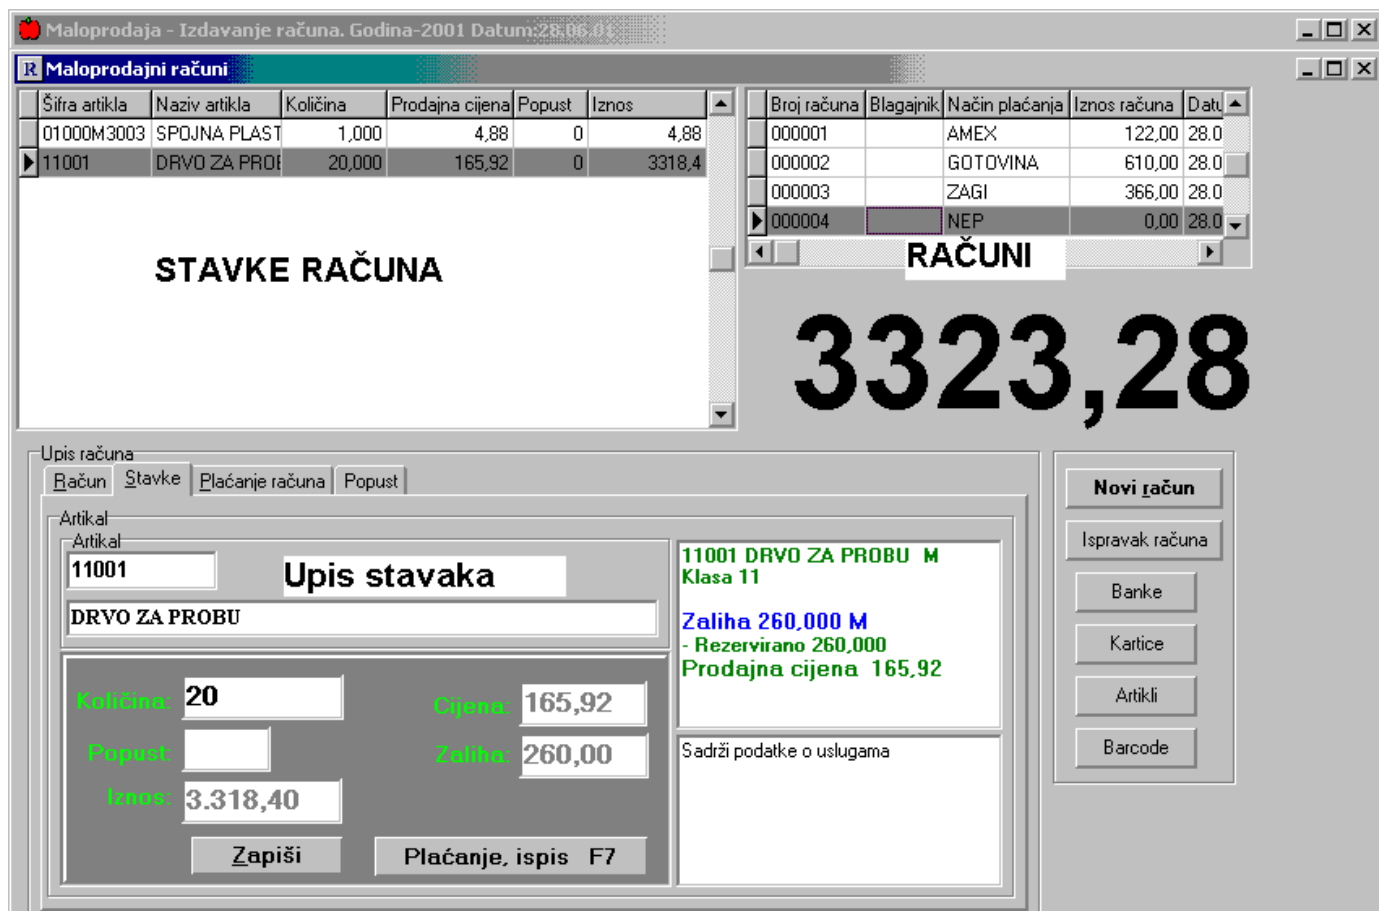 Maloprodaja - Izdavanje računa. Godina-2001 Datum:28.06.01
R Maloprodajni računi
Šifra artikla Naziv artikla Količina Prodajna cijena Popust Iznos
01000M3003 SPOJNA PLAST 1,000 4,88 0 4,88
11001 DRVO ZA PROE 20,000 165,92 0 3318,4
STAVKE RAČUNA
Broj računa Blagajnik Način plaćanja Iznos računa Datu
000001 AMEX 122,00 28.0
000002 GOTOVINA 610,00 28.0
000003 ZAGI 366,00 28.0
000004 NEP 0,00 28.0
RAČUNI
3323,28
Upis računa
Račun Stavke Plaćanje računa Popust
Artikal
Artikal
11001
Upis stavaka
DRVO ZA PROBU
Količina: 20 Cijena: 165,92
Popust: Zaliha: 260,00
Iznos: 3.318,40
Zapiši Plaćanje, ispis F7
11001 DRVO ZA PROBU M
Klasa 11
Zaliha 260,000 M
- Rezervirano 260,000
Prodajna cijena 165,92
Sadrži podatke o uslugama
Novi račun
Ispravak računa
Banke
Kartice
Artikli
Barcode